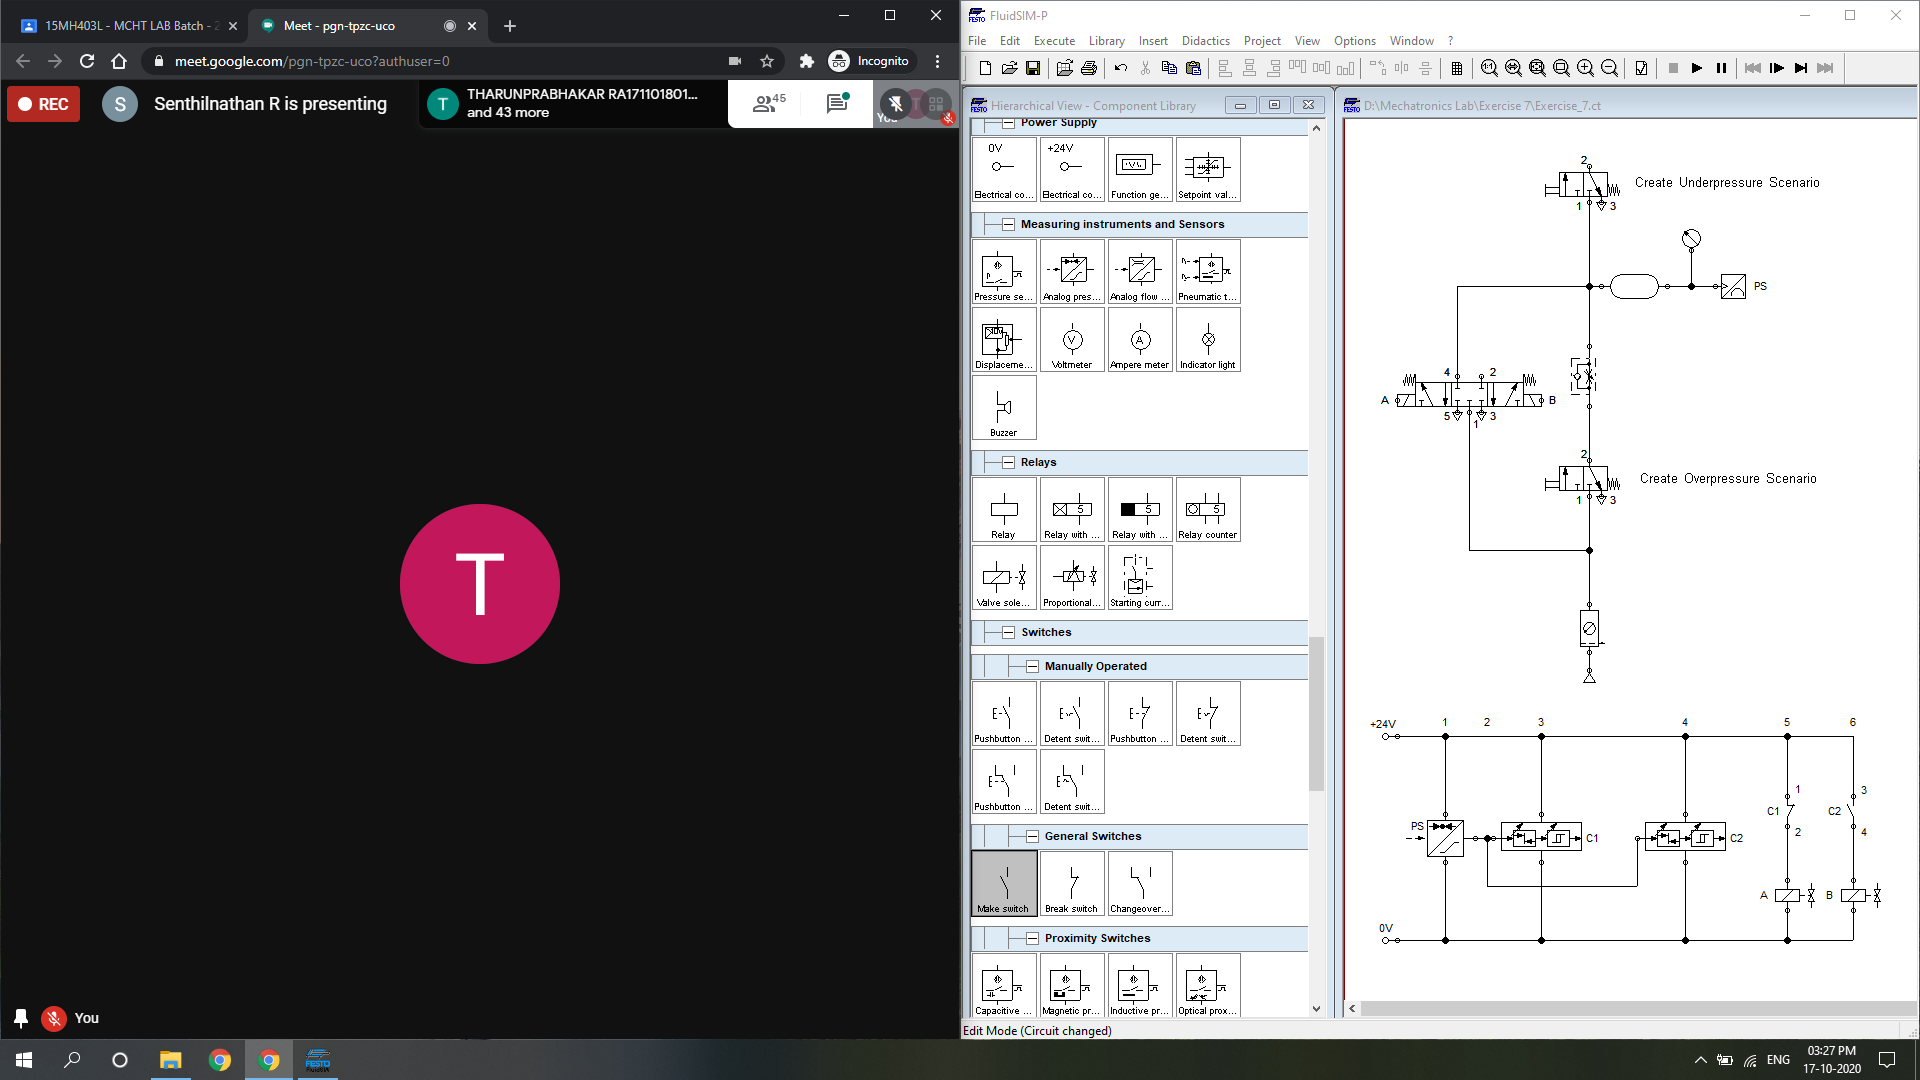 15MH403L - MCHT LAB Batch - 2
Meet - pgn-tpzc-uco
meet.google.com/pgn-tpzc-uco?authuser=0
Incognito
REC
S
Senthilnathan R is presenting
T
THARUNPRABHAKAR RA171101801...
and 43 more
45
You
T
You
FESTO
FluidSIM-P
File Edit Execute Library Insert Didactics Project View Options Window ?
Hierarchical View - Component Library
Power Supply
0V
+24V
Electrical co...
Electrical co...
Function ge...
Setpoint val...
Measuring instruments and Sensors
Pressure se...
Analog pres...
Analog flow ...
Pneumatic t...
V
A
Displaceme...
Voltmeter
Ampere meter
Indicator light
Buzzer
Relays
5
5
5
Relay
Relay with ...
Relay with ...
Relay counter
Valve sole...
Proportional...
Starting curr...
Switches
Manually Operated
Pushbutton ...
Detent swit...
Pushbutton ...
Detent swit...
Pushbutton ...
Detent swit...
General Switches
Make switch
Break switch
Changeover...
Proximity Switches
Capacitive ...
Magnetic pr...
Inductive pr...
Optical prox...
Edit Mode (Circuit changed)
D:\Mechatronics Lab\Exercise 7\Exercise_7.ct
2
Create Underpressure Scenario
1
3
PS
4
2
A
B
5
3
1
2
Create Overpressure Scenario
1
3
+24V
1
2
3
4
5
6
1
3
C1
C2
PS
C1
C2
2
4
A
B
0V
FESTO
FluidSIM
ENG
03:27 PM
17-10-2020